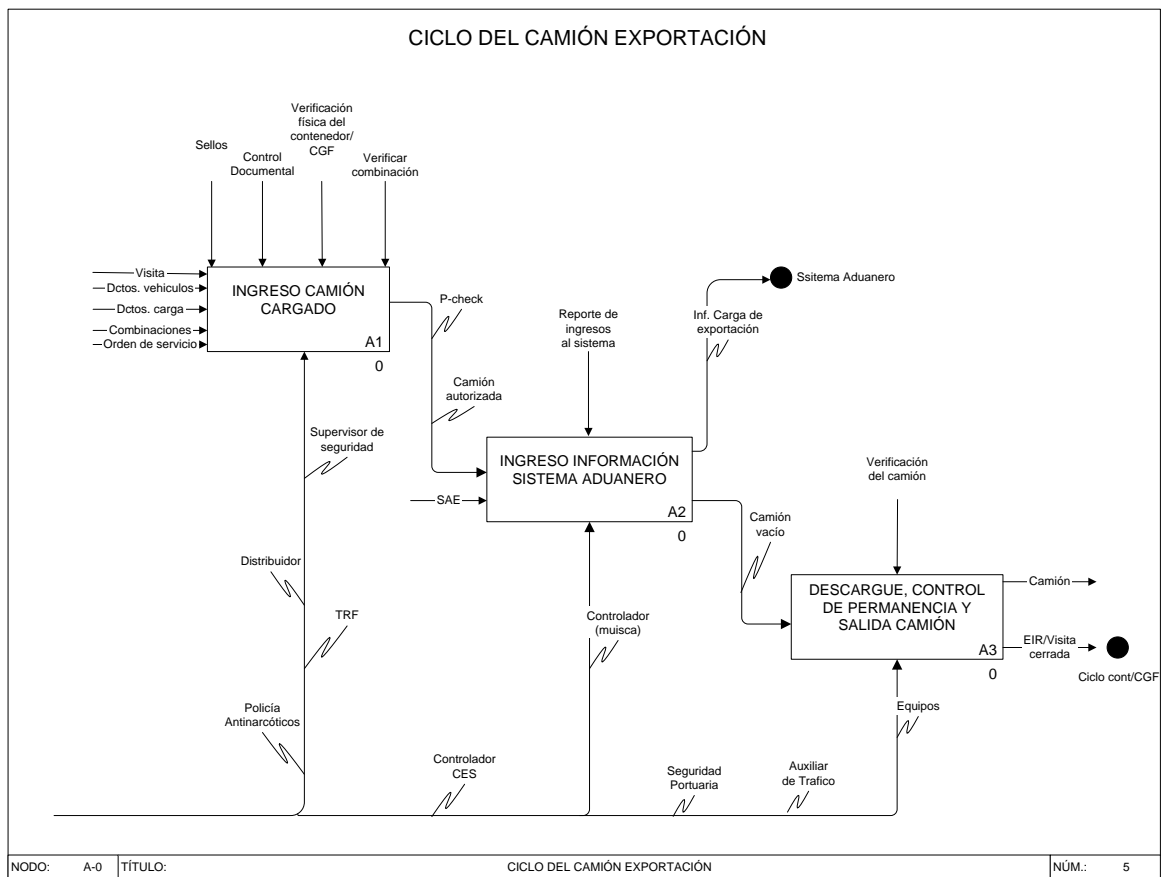 CICLO DEL CAMIÓN EXPORTACIÓN
Verificación
física del
contenedor/
CGF
Sellos
Control
Documental
Verificar
combinación
Visita
Dctos. vehiculos
Dctos. carga
Combinaciones
Orden de servicio
INGRESO CAMIÓN
CARGADO
A1
0
P-check
Camión
autorizada
Reporte de
ingresos
al sistema
Inf. Carga de
exportación
Ssitema Aduanero
Supervisor de
seguridad
SAE
INGRESO INFORMACIÓN
SISTEMA ADUANERO
A2
0
Verificación
del camión
Camión
vacío
Distribuidor
TRF
Controlador
(muisca)
DESCARGUE, CONTROL
DE PERMANENCIA Y
SALIDA CAMIÓN
A3
0
Camión
EIR/Visita
cerrada
Ciclo cont/CGF
Policía
Antinarcóticos
Equipos
Controlador
CES
Seguridad
Portuaria
Auxiliar
de Trafico
NODO: A-0 TÍTULO: CICLO DEL CAMIÓN EXPORTACIÓN NÚM.: 5